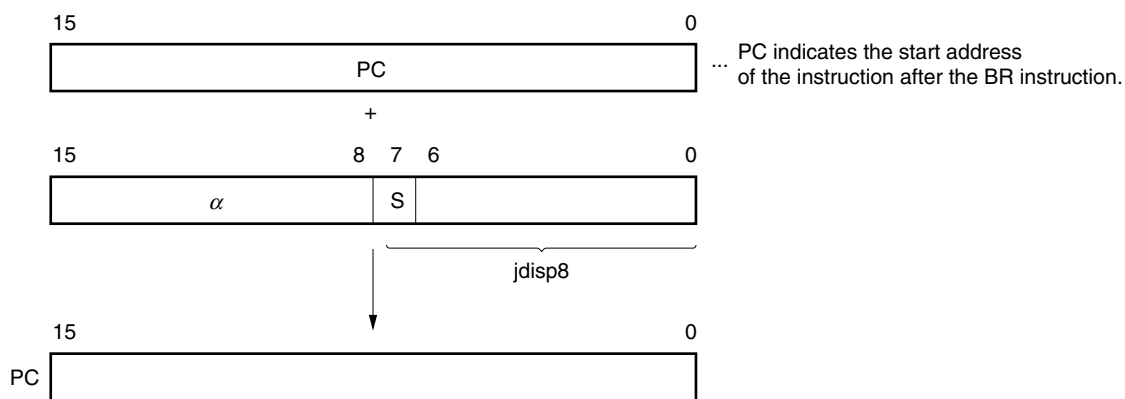 15 0
PC
... PC indicates the start address
of the instruction after the BR instruction.
+
15 8 7 6 0
α S
jdisp8
15 0
PC